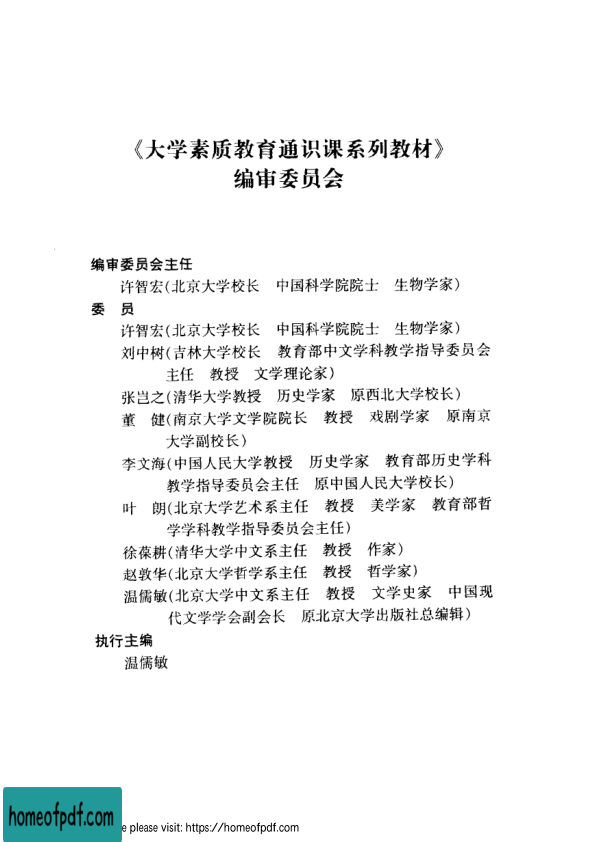 《大学素质教育通识课系列教材》
编审委员会
编审委员会主任
许智宏(北京大学校长　中国科学院院士　生物学家)
委　员
许智宏(北京大学校长　中国科学院院士　生物学家)
刘中树(吉林大学校长　教育部中文学科教学指导委员会
主任　教授　文学理论家)
张岂之(清华大学教授　历史学家　原西北大学校长)
董　健(南京大学文学院院长　教授　戏剧学家　原南京
大学副校长)
李文海(中国人民大学教授　历史学家　教育部历史学科
教学指导委员会主任　原中国人民大学校长)
叶　朗(北京大学艺术系主任　教授　美学家　教育部哲
学学科教学指导委员会主任)
徐葆耕(清华大学中文系主任　教授　作家)
赵敦华(北京大学哲学系主任　教授　哲学家)
温儒敏(北京大学中文系主任　教授　文学史家　中国现
代文学学会副会长　原北京大学出版社总编辑)
执行主编
温儒敏
homeofpdf.com
e please visit: https://homeofpdf.com